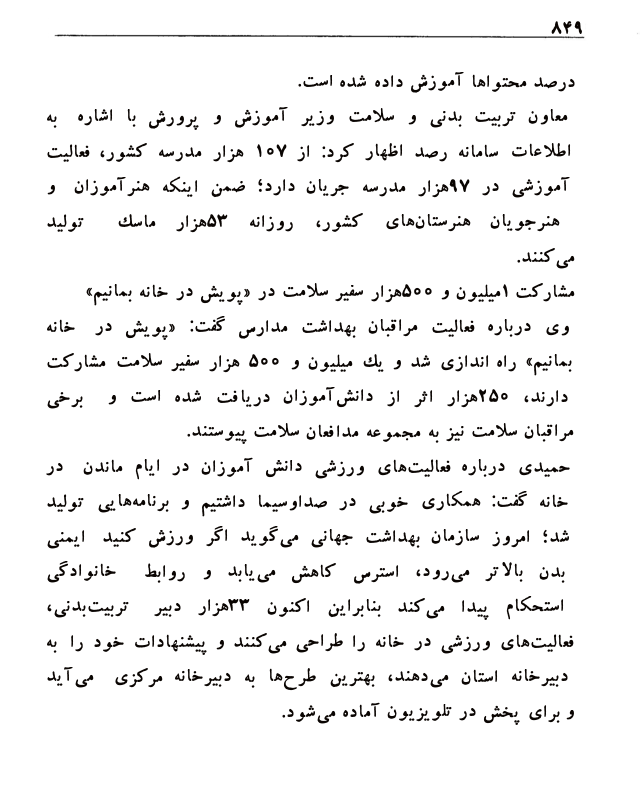 ۸۴۹
درصد محتواها آموزش داده شده است.
معاون تربیت بدنی و سلامت وزیر آموزش و پرورش با اشاره به
اطلاعات سامانه رصد اظهار کرد: از ۱۰۷ هزار مدرسه کشور، فعالیت
آموزشی در ۹۷هزار مدرسه جریان دارد؛ ضمن اینکه هنرآموزان و
هنرجویان هنرستان‌های کشور، روزانه ۵۳هزار ماسک تولید
می‌کنند.
مشارکت ۱میلیون و ۵۰۰هزار سفیر سلامت در «پویش در خانه بمانیم»
وی درباره فعالیت مراقبان بهداشت مدارس گفت: «پویش در خانه
بمانیم» راه اندازی شد و یک میلیون و ۵۰۰ هزار سفیر سلامت مشارکت
دارند، ۲۵۰هزار اثر از دانش‌آموزان دریافت شده است و برخی
مراقبان سلامت نیز به مجموعه مدافعان سلامت پیوستند.
حمیدی درباره فعالیت‌های ورزشی دانش آموزان در ایام ماندن در
خانه گفت: همکاری خوبی در صداوسیما داشتیم و برنامه‌هایی تولید
شد؛ امروز سازمان بهداشت جهانی می‌گوید اگر ورزش کنید ایمنی
بدن بالاتر می‌رود، استرس کاهش می‌یابد و روابط خانوادگی
استحکام پیدا می‌کند بنابراین اکنون ۳۳هزار دبیر تربیت‌بدنی،
فعالیت‌های ورزشی در خانه را طراحی می‌کنند و پیشنهادات خود را به
دبیرخانه استان می‌دهند، بهترین طرح‌ها به دبیرخانه مرکزی می‌آید
و برای پخش در تلویزیون آماده می‌شود.